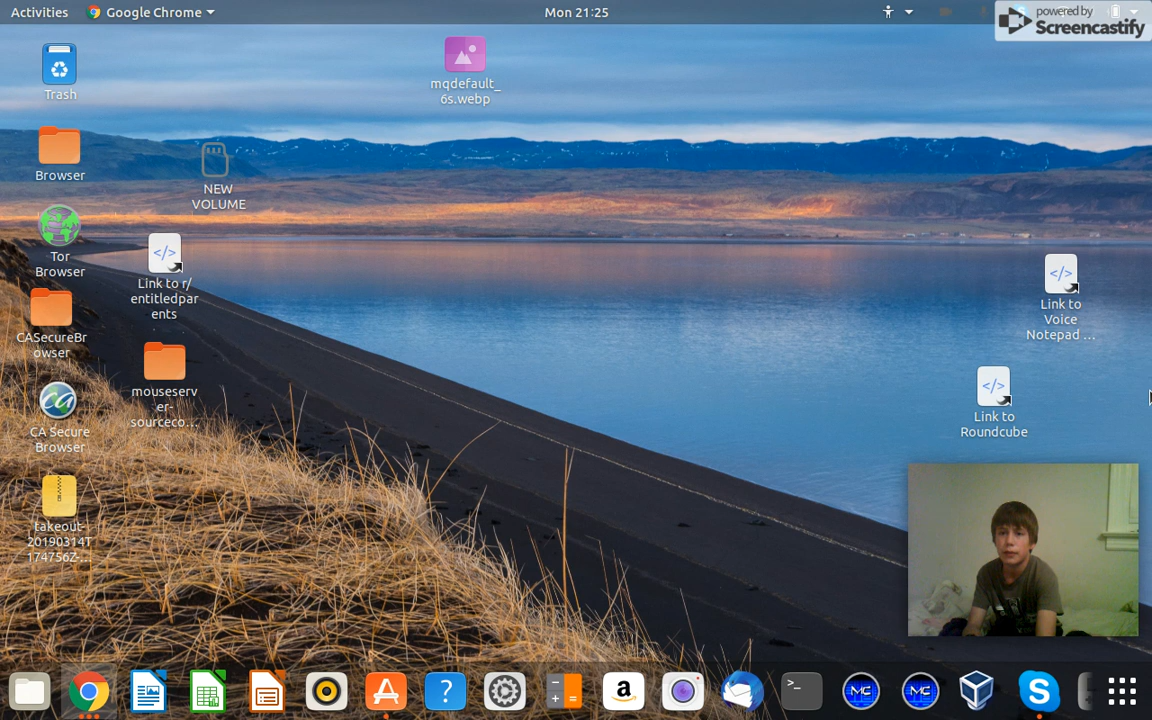 Activities
Google Chrome
Mon 21:25
powered by
Screencastify
Trash
mqdefault_
6s.webp
Browser
NEW
VOLUME
Tor
Browser
Link to r/
entitledpar
ents
Link to
Voice
Notepad ...
CASecureBr
owser
mouseserv
er-
sourceco...
CA Secure
Browser
Link to
Roundcube
takeout-
20190314T
174756Z-...